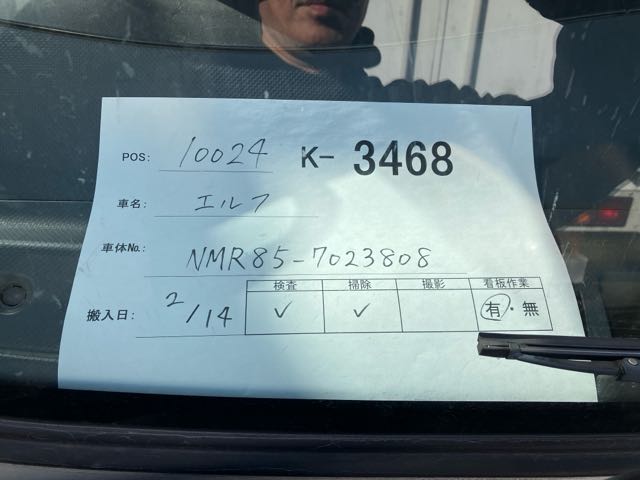 POS: 10024 K-3468
車名: エルフ
車体No.: NMR85-7023808
搬入日: 2/14
検査 掃除 撮影 看板作業
✓ ✓ 有・無